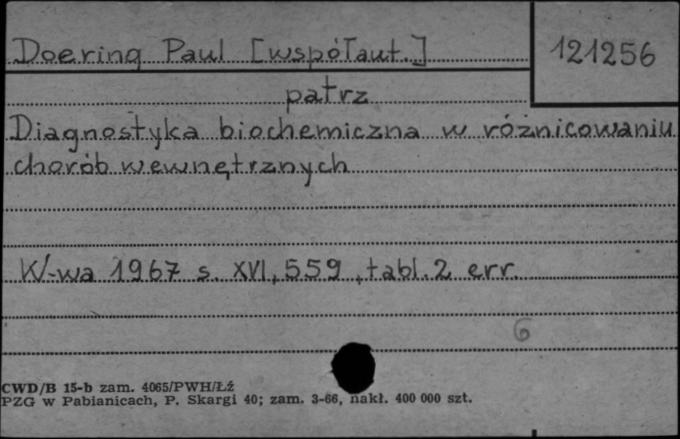 Doering Paul [współaut.]
121256
patrz
Diagnostyka biochemiczna w różnicowaniu
chorób wewnętrznych
W-wa 1967 s. XVI, 559, tabl. 2 err.
6
CWD/B 15-b zam. 4065/PWH/Łź
PZG w Pabianicach, P. Skargi 40; zam. 3-66, nakł. 400 000 szt.